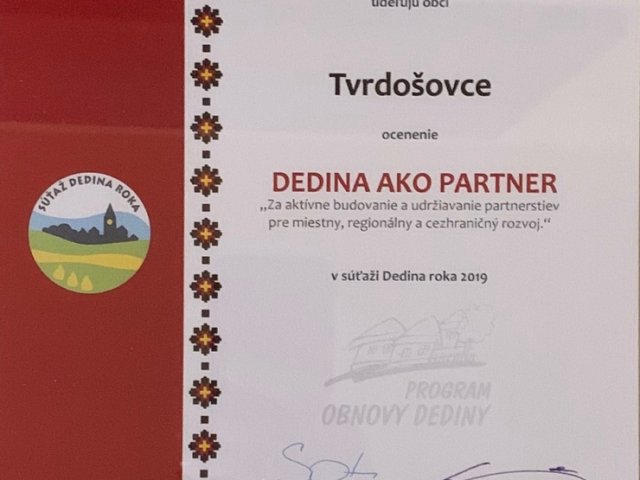 udeľujú obci
Tvrdošovce
ocenenie
DEDINA AKO PARTNER
„Za aktívne budovanie a udržiavanie partnerstiev
pre miestny, regionálny a cezhraničný rozvoj.“
v súťaži Dedina roka 2019
SÚŤAŽ DEDINA ROKA
PROGRAM
OBNOVY DEDINY